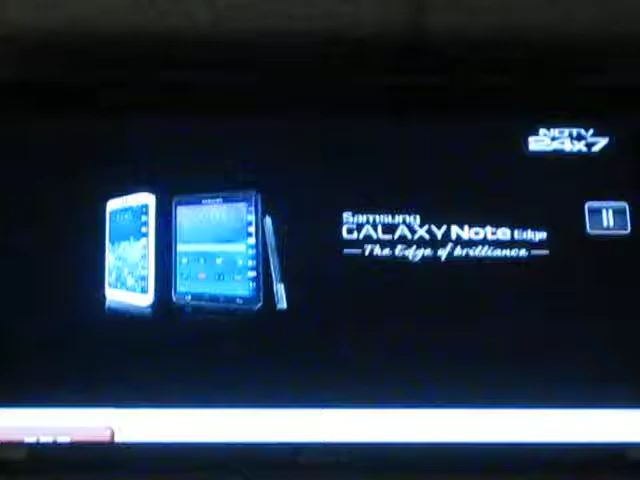 NDTV
24x7
Samsung
GALAXY Note Edge
The Edge of brilliance